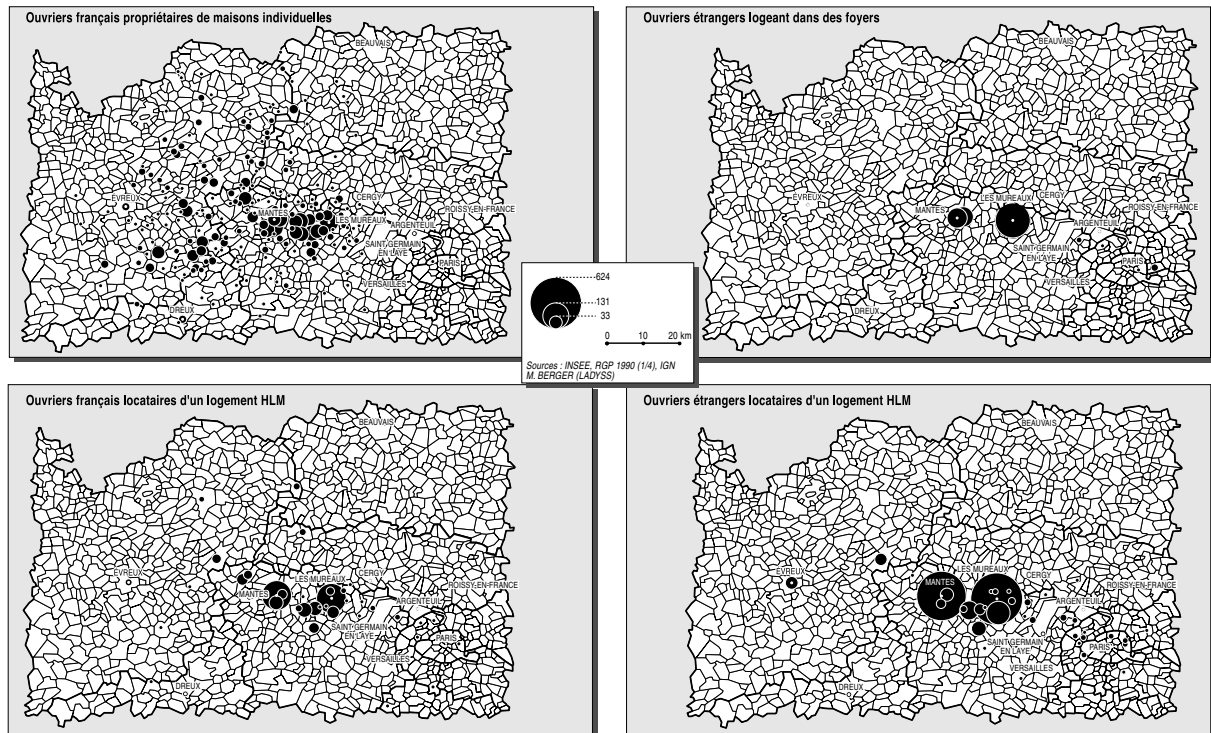 Ouvriers français propriétaires de maisons individuelles
BEAUVAIS
EVREUX
CERGY
MANTES
LES MUREAUX
ROISSY-EN-FRANCE
ARGENTEUIL
SAINT GERMAIN
EN LAYE
PARIS
VERSAILLES
DREUX
Ouvriers étrangers logeant dans des foyers
BEAUVAIS
EVREUX
LES MUREAUX
CERGY
MANTES
ROISSY-EN-FRANCE
ARGENTEUIL
SAINT GERMAIN
EN LAYE
PARIS
VERSAILLES
DREUX
624
131
33
0 10 20 km
Sources : INSEE, RGP 1990 (1/4), IGN
M. BERGER (LADYSS)
Ouvriers français locataires d'un logement HLM
BEAUVAIS
EVREUX
LES MUREAUX
CERGY
ROISSY-EN-FRANCE
MANTES
ARGENTEUIL
SAINT GERMAIN
EN LAYE
PARIS
VERSAILLES
DREUX
Ouvriers étrangers locataires d'un logement HLM
BEAUVAIS
EVREUX
LES MUREAUX
CERGY
MANTES
ROISSY-EN-FRANCE
ARGENTEUIL
SAINT GERMAIN
EN LAYE
PARIS
VERSAILLES
DREUX